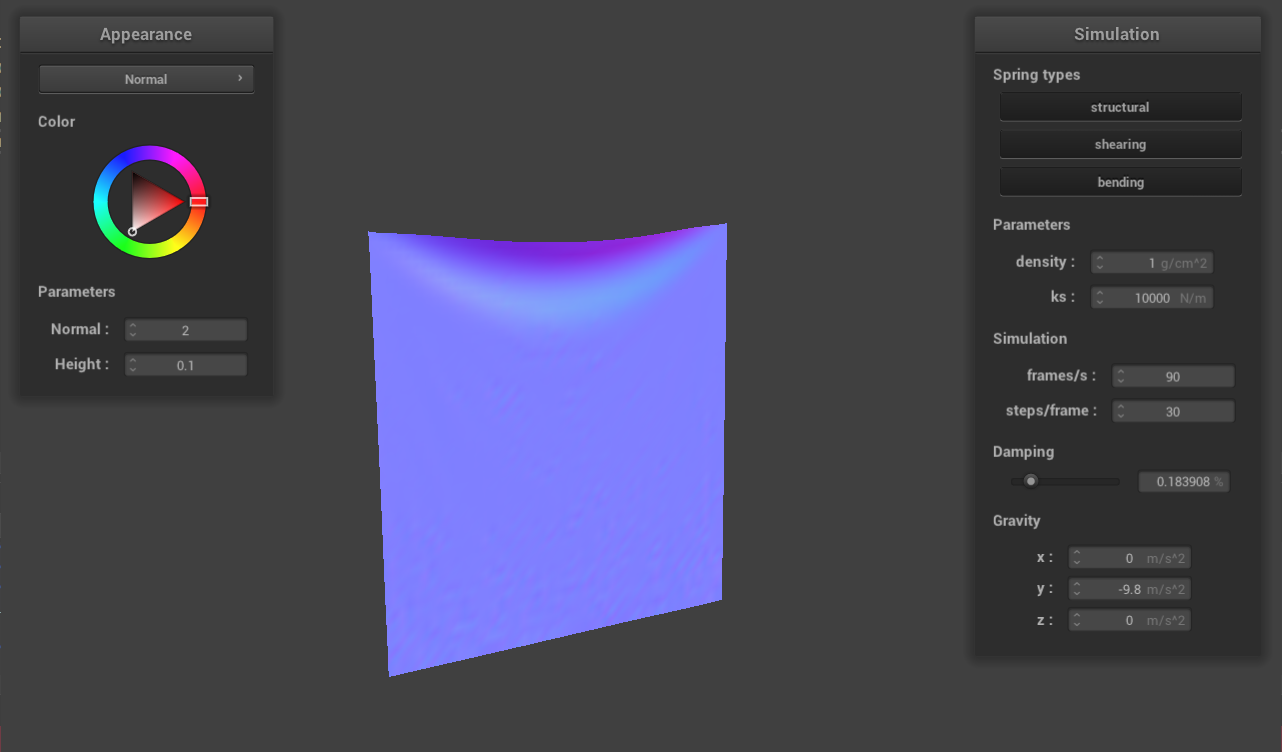 Appearance
Normal ›
Color
Parameters
Normal : 2
Height : 0.1
Simulation
Spring types
structural
shearing
bending
Parameters
density : 1 g/cm^2
ks : 10000 N/m
Simulation
frames/s : 90
steps/frame : 30
Damping
0.183908 %
Gravity
x : 0 m/s^2
y : -9.8 m/s^2
z : 0 m/s^2